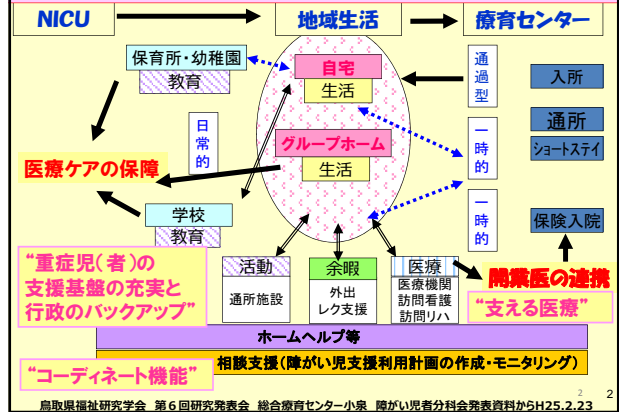 NICU
地域生活
療育センター
保育所・幼稚園
教育
自宅
生活
通過型
入所
日常的
通所
ショートステイ
グループホーム
生活
一時的
医療ケアの保障
学校
教育
一時的
保険入院
“重症児(者)の
支援基盤の充実と
行政のバックアップ”
活動
通所施設
余暇
外出
レク支援
医療
医療機関
訪問看護
訪問リハ
開業医の連携
“支える医療”
ホームヘルプ等
相談支援(障がい児支援利用計画の作成・モニタリング)
“コーディネート機能”
鳥取県福祉研究学会 第6回研究発表会 総合療育センター小泉 障がい児者分科会発表資料からH25.2.23
2
2